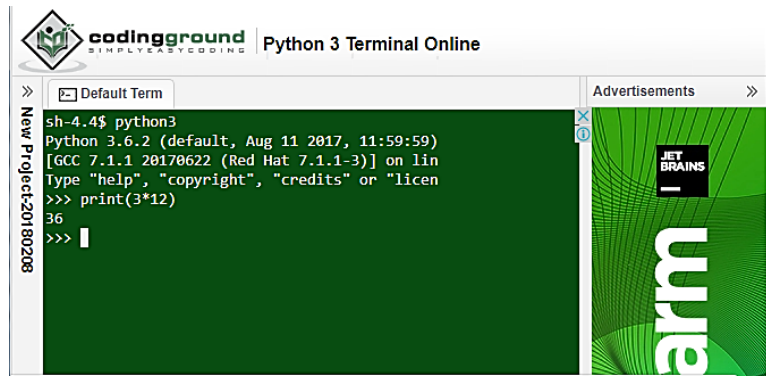 codingground
SIMPLYEASYCODING
Python 3 Terminal Online
Default Term
Advertisements
New Project-20180208
sh-4.4$ python3
Python 3.6.2 (default, Aug 11 2017, 11:59:59)
[GCC 7.1.1 20170622 (Red Hat 7.1.1-3)] on lin
Type "help", "copyright", "credits" or "licen
>>> print(3*12)
36
>>>
JET
BRAINS
arm